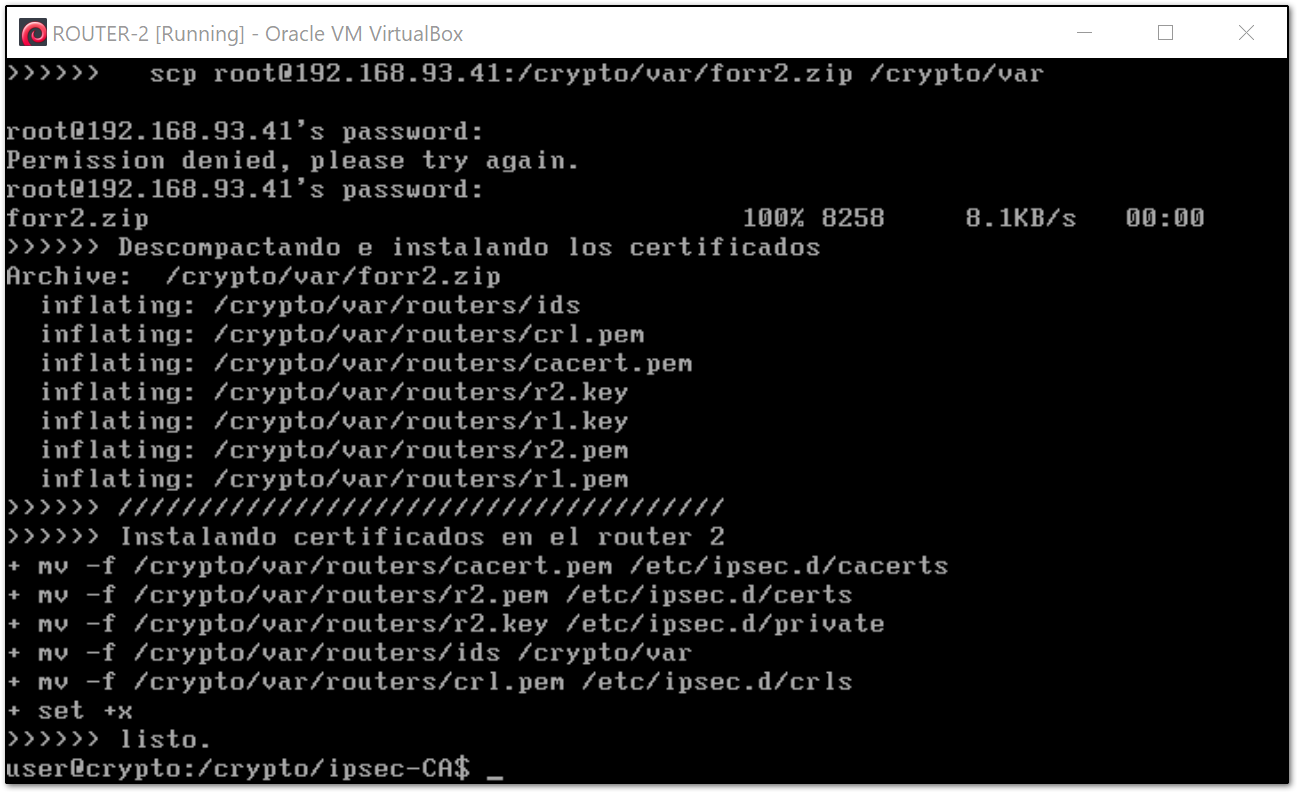 ROUTER-2 [Running] - Oracle VM VirtualBox
>>>>>>   scp root@192.168.93.41:/crypto/var/forr2.zip /crypto/var
root@192.168.93.41's password:
Permission denied, please try again.
root@192.168.93.41's password:
forr2.zip                                     100% 8258     8.1KB/s   00:00
>>>>>> Descompactando e instalando los certificados
Archive:  /crypto/var/forr2.zip
  inflating: /crypto/var/routers/ids
  inflating: /crypto/var/routers/crl.pem
  inflating: /crypto/var/routers/cacert.pem
  inflating: /crypto/var/routers/r2.key
  inflating: /crypto/var/routers/r1.key
  inflating: /crypto/var/routers/r2.pem
  inflating: /crypto/var/routers/r1.pem
>>>>>> //////////////////////////////////////
>>>>>> Instalando certificados en el router 2
+ mv -f /crypto/var/routers/cacert.pem /etc/ipsec.d/cacerts
+ mv -f /crypto/var/routers/r2.pem /etc/ipsec.d/certs
+ mv -f /crypto/var/routers/r2.key /etc/ipsec.d/private
+ mv -f /crypto/var/routers/ids /crypto/var
+ mv -f /crypto/var/routers/crl.pem /etc/ipsec.d/crls
+ set +x
>>>>>> listo.
user@crypto:/crypto/ipsec-CA$ _